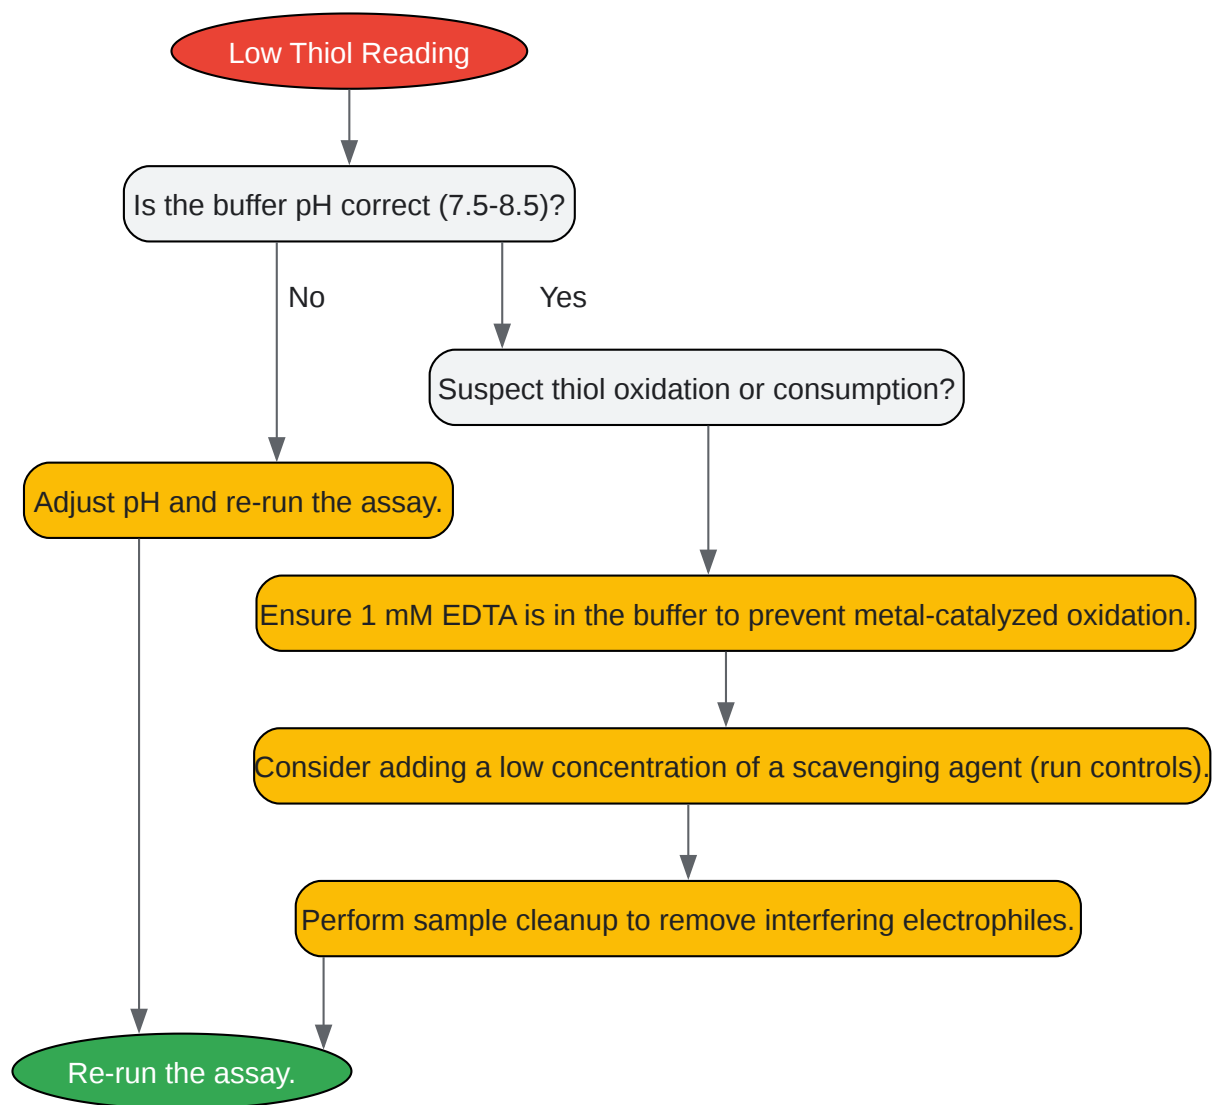 Low Thiol Reading
Is the buffer pH correct (7.5-8.5)?
No
Yes
Suspect thiol oxidation or consumption?
Adjust pH and re-run the assay.
Ensure 1 mM EDTA is in the buffer to prevent metal-catalyzed oxidation.
Consider adding a low concentration of a scavenging agent (run controls).
Perform sample cleanup to remove interfering electrophiles.
Re-run the assay.